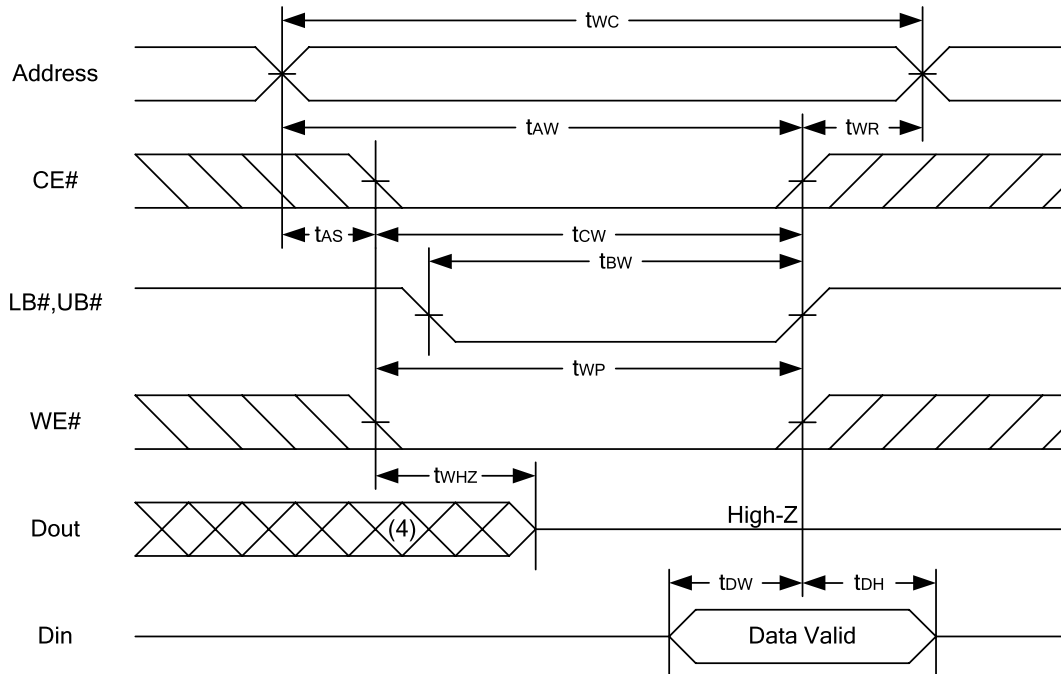 tWC
Address
tAW
tWR
CE#
tAS
tCW
tBW
LB#,UB#
tWP
WE#
tWHZ
Dout
(4)
High-Z
tDW
tDH
Din
Data Valid